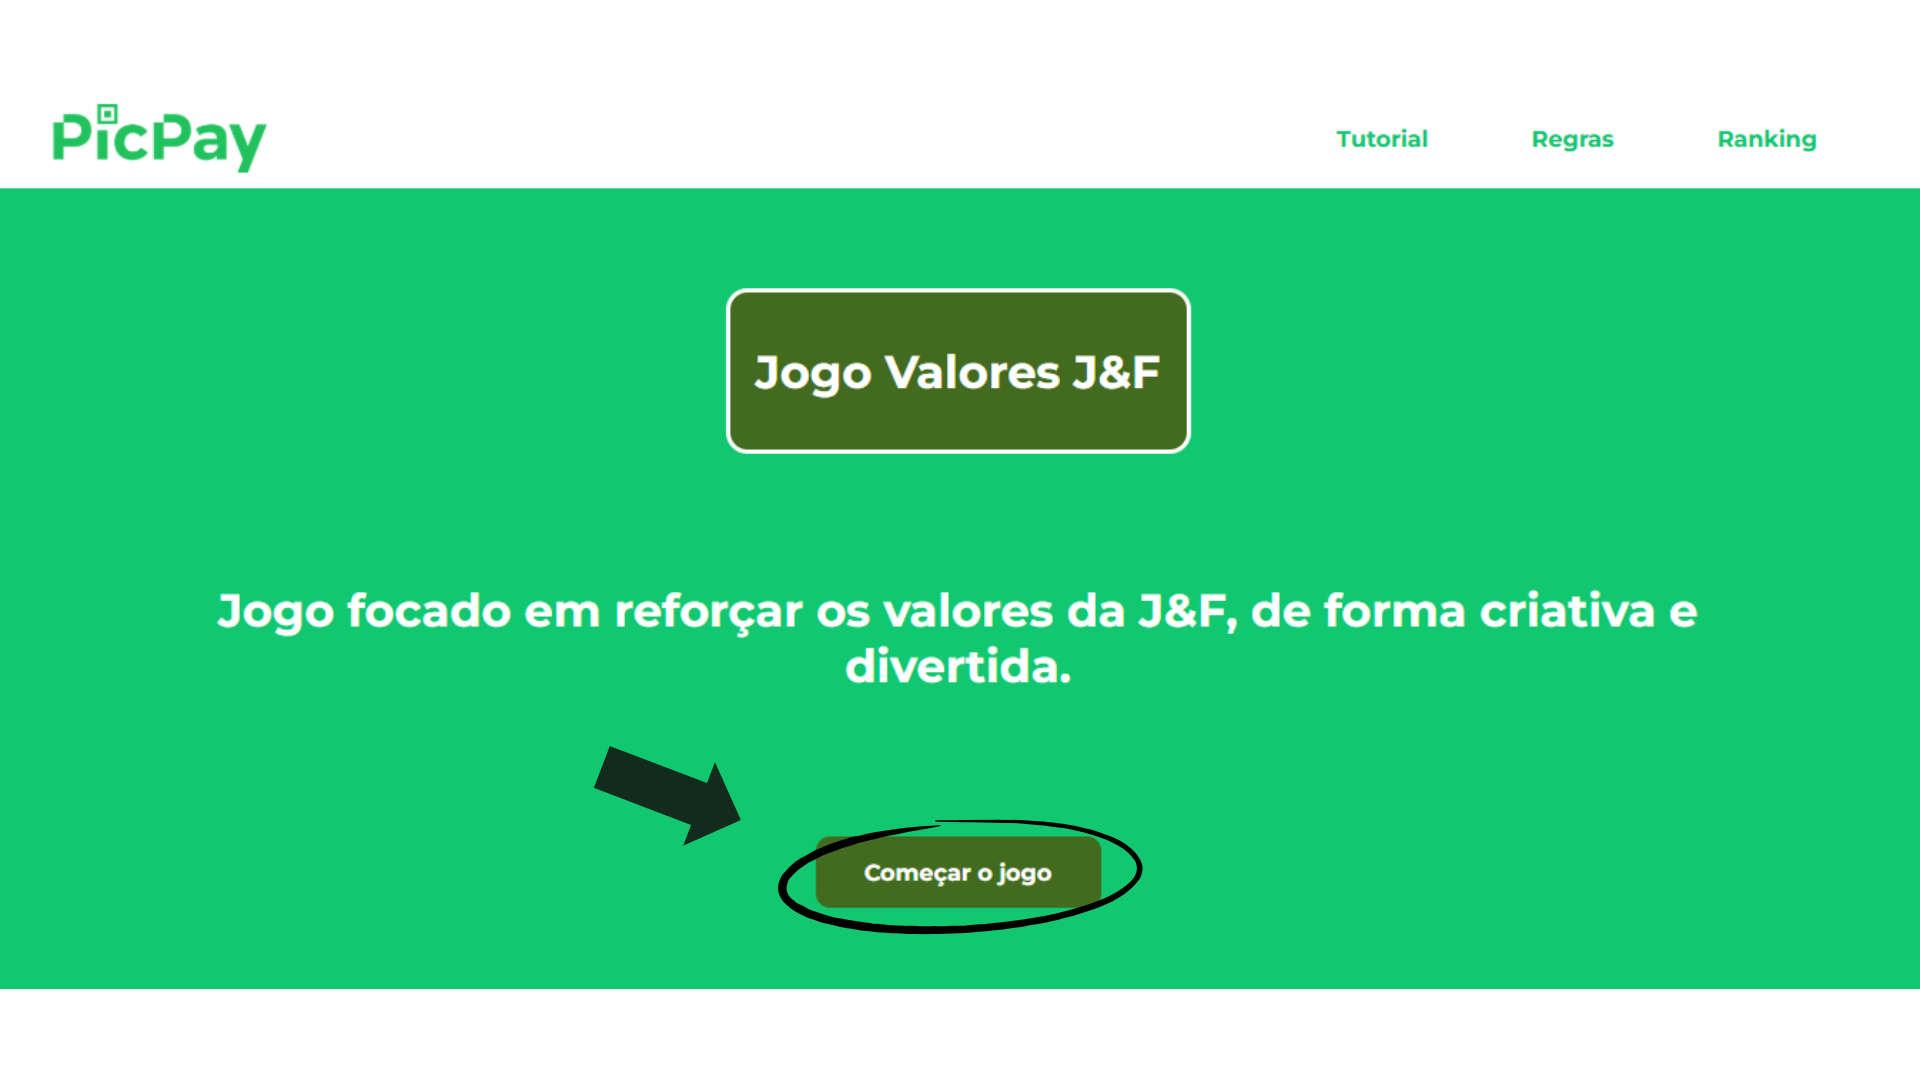 PicPay
Tutorial
Regras
Ranking
Jogo Valores J&F
Jogo focado em reforçar os valores da J&F, de forma criativa e
divertida.
Começar o jogo